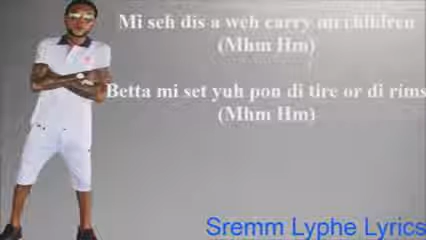 Mi seh dis a weh carry mi children
(Mhm Hm)
Betta mi set yuh pon di tire or di rims
(Mhm Hm)
Sremm Lyphe Lyrics